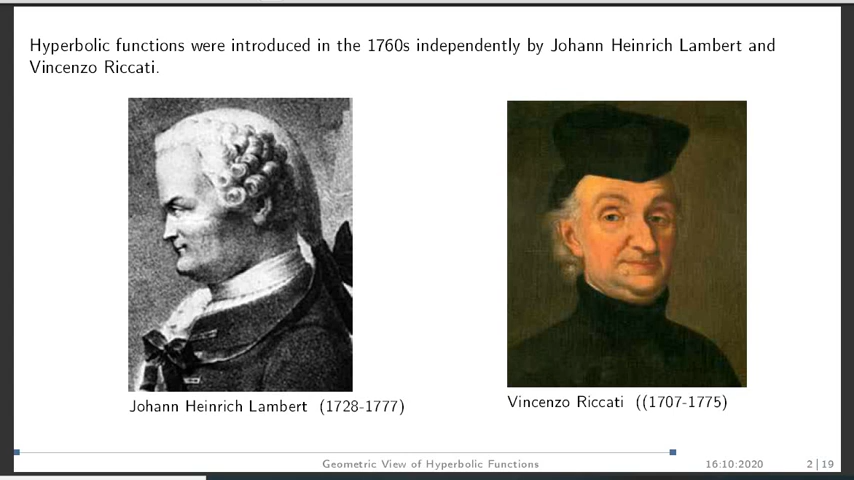 Hyperbolic functions were introduced in the 1760s independently by Johann Heinrich Lambert and
Vincenzo Riccati.
Johann Heinrich Lambert (1728-1777)
Vincenzo Riccati ((1707-1775)
Geometric View of Hyperbolic Functions
16:10:2020
2 | 19